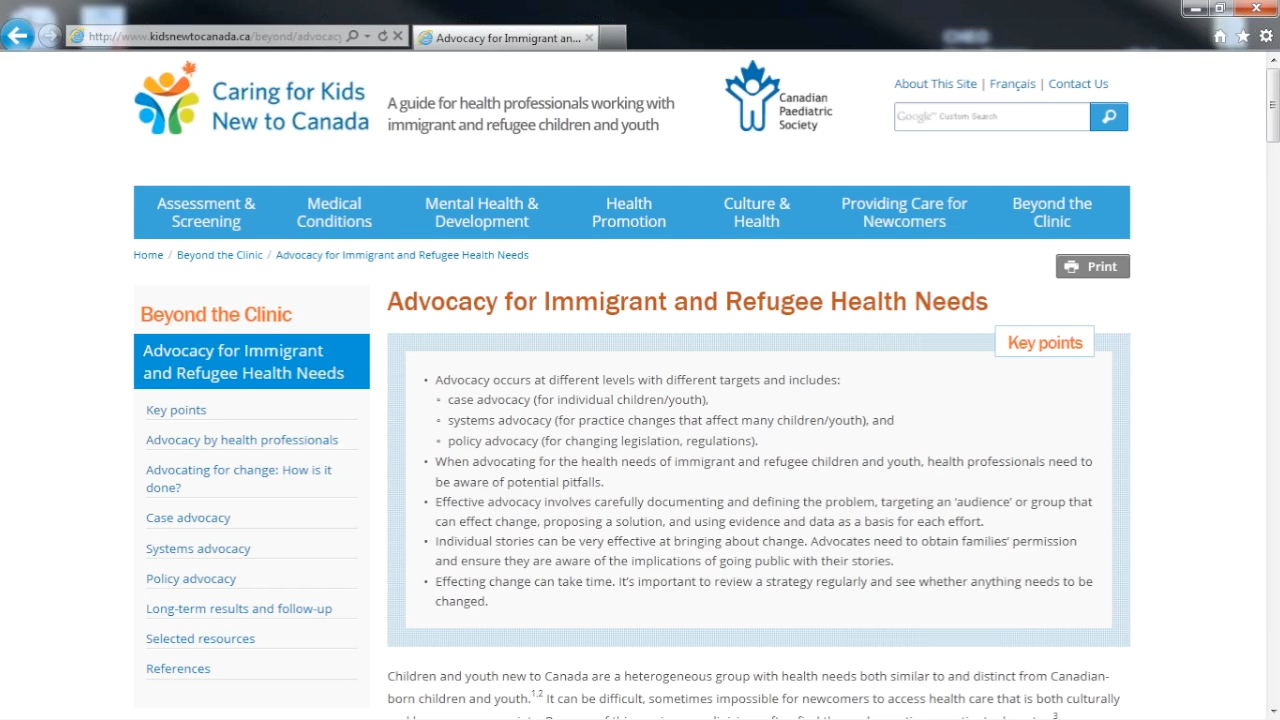 http://www.kidsnewtocanada.ca/beyond/advocacy
Advocacy for Immigrant an...
Caring for Kids
New to Canada
A guide for health professionals working with
immigrant and refugee children and youth
Canadian
Paediatric
Society
About This Site | Français | Contact Us
Google™ Custom Search
Assessment &
Screening
Medical
Conditions
Mental Health &
Development
Health
Promotion
Culture &
Health
Providing Care for
Newcomers
Beyond the
Clinic
Home / Beyond the Clinic / Advocacy for Immigrant and Refugee Health Needs
Print
Beyond the Clinic
Advocacy for Immigrant
and Refugee Health Needs
Key points
Advocacy by health professionals
Advocating for change: How is it
done?
Case advocacy
Systems advocacy
Policy advocacy
Long-term results and follow-up
Selected resources
References
Advocacy for Immigrant and Refugee Health Needs
Key points
• Advocacy occurs at different levels with different targets and includes:
◦ case advocacy (for individual children/youth),
◦ systems advocacy (for practice changes that affect many children/youth), and
◦ policy advocacy (for changing legislation, regulations).
• When advocating for the health needs of immigrant and refugee children and youth, health professionals need to
be aware of potential pitfalls.
• Effective advocacy involves carefully documenting and defining the problem, targeting an ‘audience’ or group that
can effect change, proposing a solution, and using evidence and data as a basis for each effort.
• Individual stories can be very effective at bringing about change. Advocates need to obtain families’ permission
and ensure they are aware of the implications of going public with their stories.
• Effecting change can take time. It’s important to review a strategy regularly and see whether anything needs to be
changed.
Children and youth new to Canada are a heterogeneous group with health needs both similar to and distinct from Canadian-
born children and youth.1,2 It can be difficult, sometimes impossible for newcomers to access health care that is both culturally